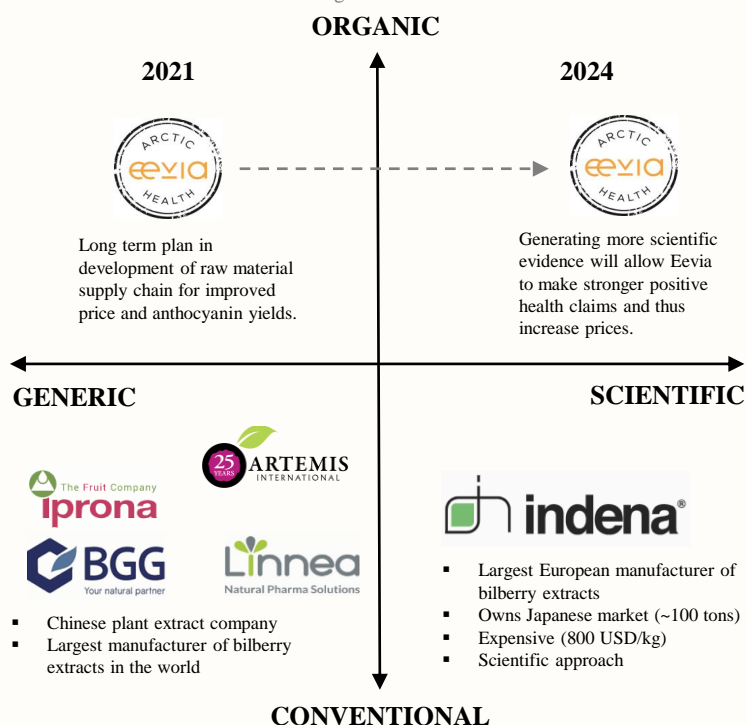 ORGANIC
2021
2024
ARCTIC
eevia
HEALTH
ARCTIC
eevia
HEALTH
Long term plan in
development of raw material
supply chain for improved
price and anthocyanin yields.
Generating more scientific
evidence will allow Eevia
to make stronger positive
health claims and thus
increase prices.
GENERIC
SCIENTIFIC
25
YEARS
ARTEMIS
INTERNATIONAL
The Fruit Company
iprona
BGG
Your natural partner
Linnea
Natural Pharma Solutions
▪ Chinese plant extract company
▪ Largest manufacturer of bilberry
extracts in the world
indena®
▪ Largest European manufacturer of
bilberry extracts
▪ Owns Japanese market (~100 tons)
▪ Expensive (800 USD/kg)
▪ Scientific approach
CONVENTIONAL